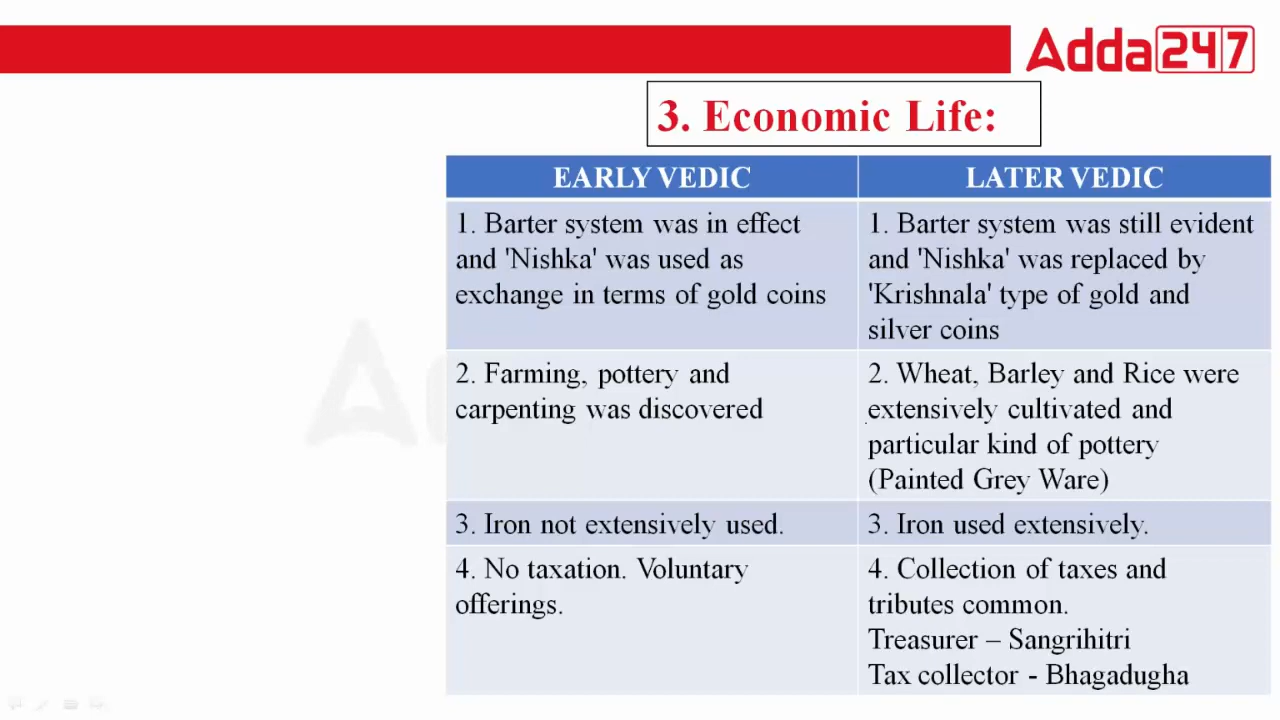 Adda247
3. Economic Life:
EARLY VEDIC
LATER VEDIC
1. Barter system was in effect
and 'Nishka' was used as
exchange in terms of gold coins
1. Barter system was still evident
and 'Nishka' was replaced by
'Krishnala' type of gold and
silver coins
2. Farming, pottery and
carpenting was discovered
2. Wheat, Barley and Rice were
extensively cultivated and
particular kind of pottery
(Painted Grey Ware)
3. Iron not extensively used.
3. Iron used extensively.
4. No taxation. Voluntary
offerings.
4. Collection of taxes and
tributes common.
Treasurer – Sangrihitri
Tax collector - Bhagadugha